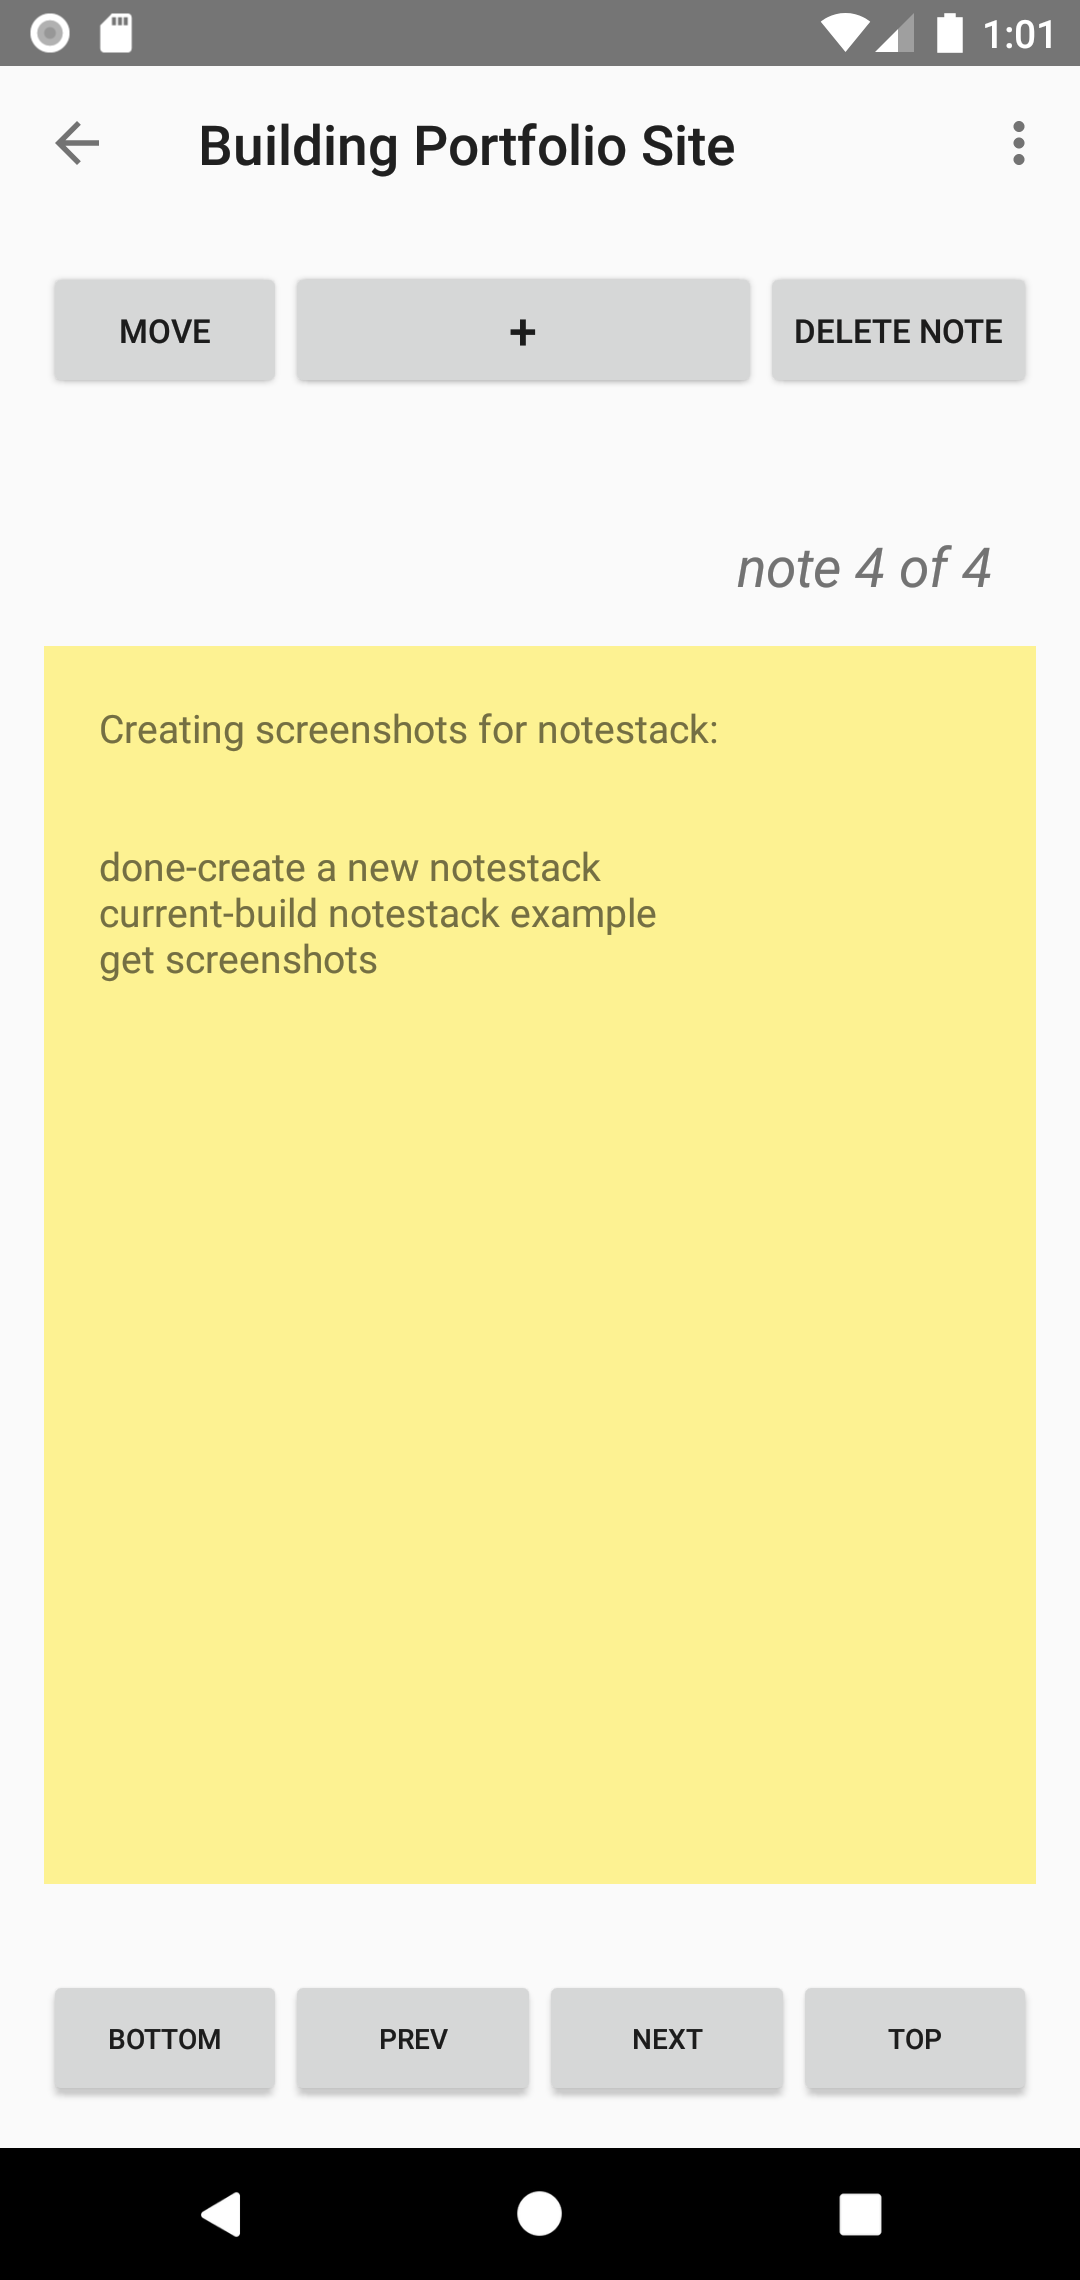 1:01
Building Portfolio Site
MOVE
+
DELETE NOTE
note 4 of 4
Creating screenshots for notestack:
done-create a new notestack
current-build notestack example
get screenshots
BOTTOM
PREV
NEXT
TOP